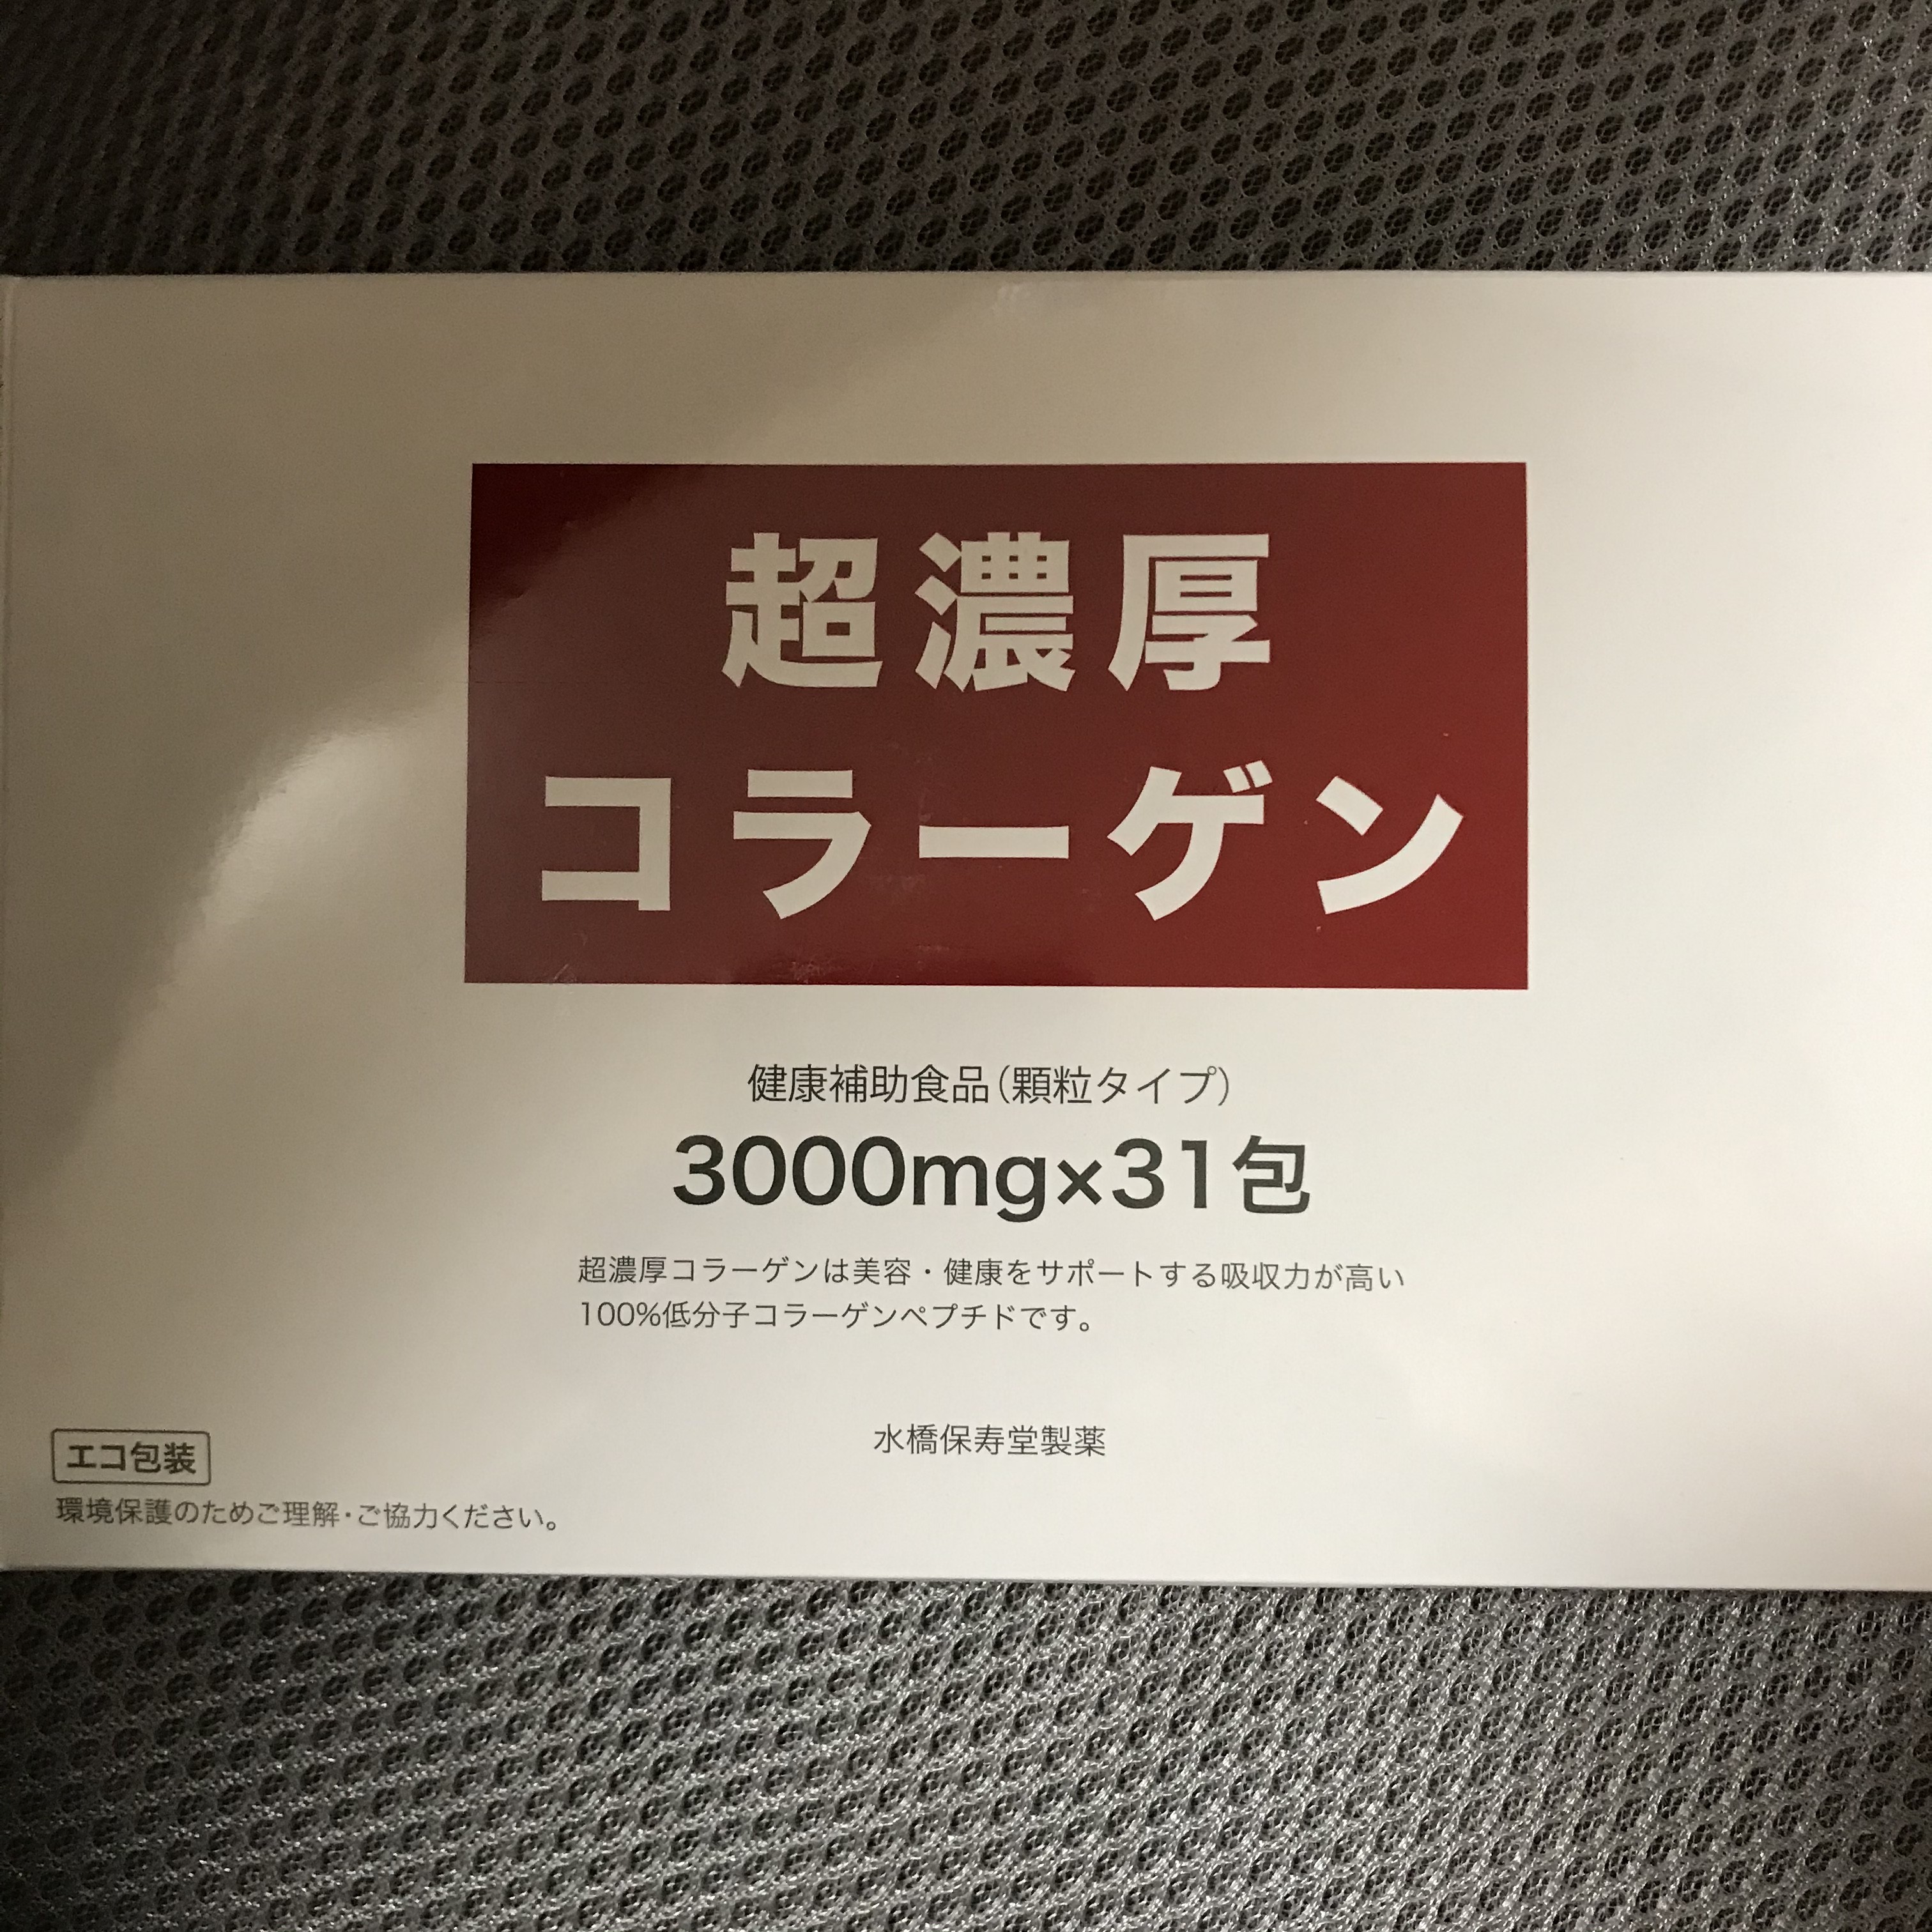 超濃厚
コラーゲン
健康補助食品(顆粒タイプ)
3000mg×31包
超濃厚コラーゲンは美容・健康をサポートする吸収力が高い
100%低分子コラーゲンペプチドです。
水橋保寿堂製薬
エコ包装
環境保護のためご理解・ご協力ください。